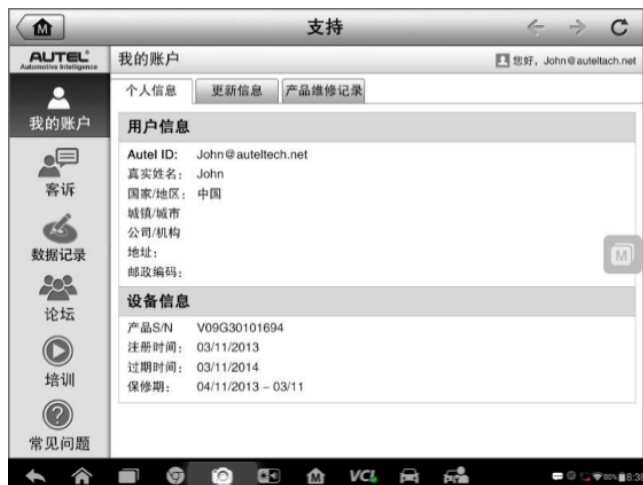 支持
AUTEL®
Automotive Intelligence
我的账户
您好，John@auteltach.net
个人信息
更新信息
产品维修记录
我的账户
客诉
数据记录
论坛
培训
常见问题
用户信息
Autel ID: John@auteltech.net
真实姓名： John
国家/地区： 中国
城镇/城市
公司/机构
地址：
邮政编码：
设备信息
产品S/N V09G30101694
注册时间： 03/11/2013
过期时间： 03/11/2014
保修期： 04/11/2013 – 03/11
M
M
VCI
80%